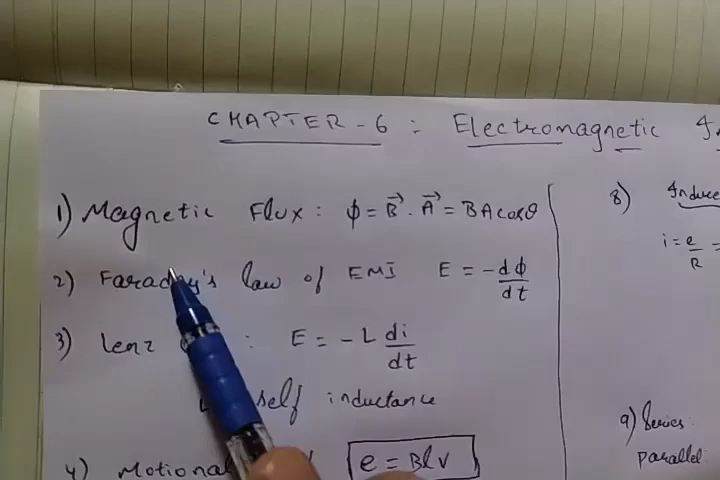 CHAPTER - 6 : Electromagnetic
1) Magnetic Flux : ϕ = B⃗ . A⃗ = BA cosθ
2) Faraday's law of EMI E = - dϕ/dt
3) Lenz : E = - L di/dt
self inductance
4) Motional e = Blv
8) Induce
i = e/R =
9) Series
parallel